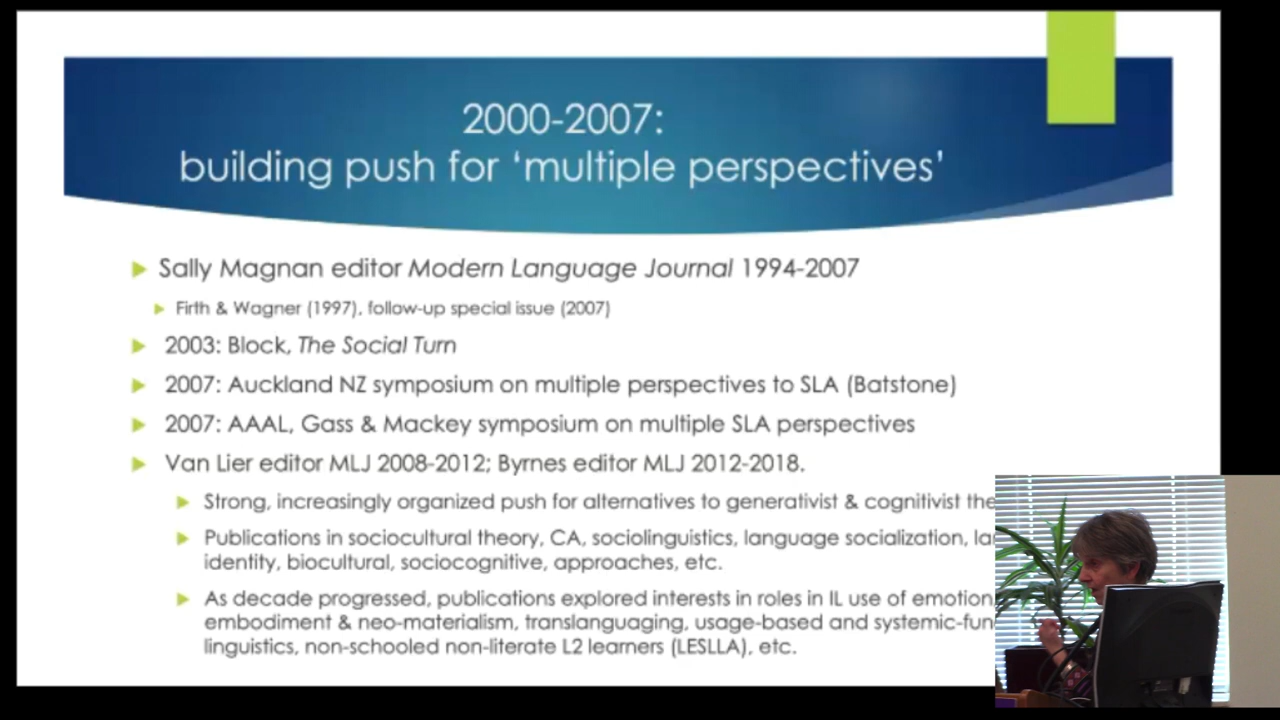 2000-2007:
building push for ‘multiple perspectives’
Sally Magnan editor Modern Language Journal 1994-2007
Firth & Wagner (1997), follow-up special issue (2007)
2003: Block, The Social Turn
2007: Auckland NZ symposium on multiple perspectives to SLA (Batstone)
2007: AAAL, Gass & Mackey symposium on multiple SLA perspectives
Van Lier editor MLJ 2008-2012; Byrnes editor MLJ 2012-2018.
Strong, increasingly organized push for alternatives to generativist & cognitivist
Publications in sociocultural theory, CA, sociolinguistics, language socialization,
identity, biocultural, sociocognitive, approaches, etc.
As decade progressed, publications explored interests in roles in IL use of emotion
embodiment & neo-materialism, translanguaging, usage-based and
linguistics, non-schooled non-literate L2 learners (LESLLA), etc.